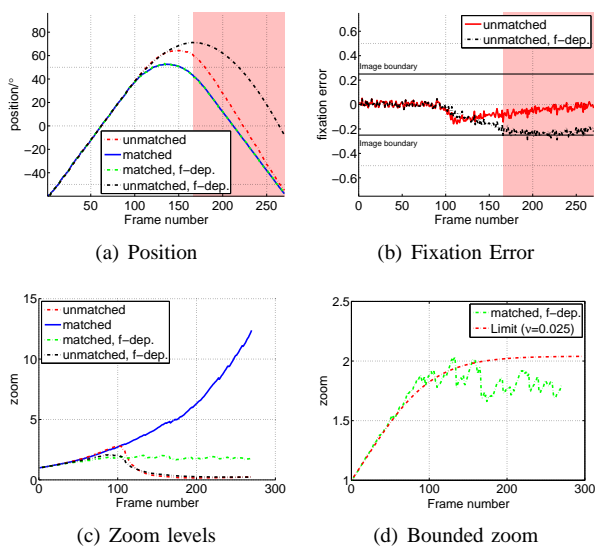 80
60
40
20
0
−20
−40
position/°
unmatched
matched
matched, f−dep.
unmatched, f−dep.
50 100 150 200 250
Frame number
(a) Position
0.6
0.4
0.2
0
−0.2
−0.4
−0.6
fixation error
unmatched
unmatched, f−dep.
Image boundary
Image boundary
0 50 100 150 200 250
Frame number
(b) Fixation Error
15
10
5
0
zoom
unmatched
matched
matched, f−dep.
unmatched, f−dep.
0 100 200 300
Frame number
(c) Zoom levels
2.5
2
1.5
1
zoom
matched, f−dep.
Limit (ν=0.025)
0 100 200 300
Frame number
(d) Bounded zoom